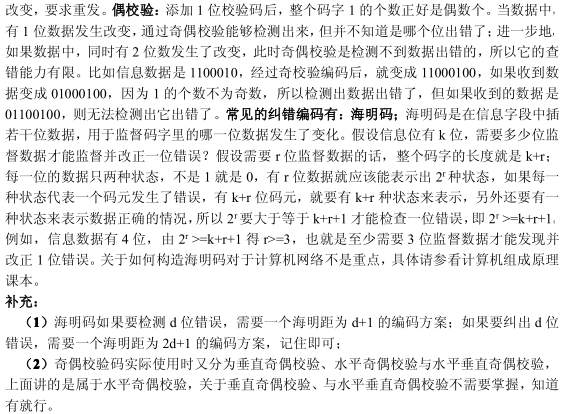 改变，要求重发。偶校验：添加 1 位校验码后，整个码字 1 的个数正好是偶数个。当数据中，
有 1 位数据发生改变，通过奇偶校验能够检测出来，但并不知道是哪个位出错了；进一步地，
如果数据中，同时有 2 位数发生了改变，此时奇偶校验是检测不到数据出错的，所以它的查
错能力有限。比如信息数据是 1100010，经过奇校验编码后，就变成 11000100，如果收到数
据变成 01000100，因为 1 的个数不为奇数，所以检测出数据出错了，但如果收到的数据是
01100100，则无法检测出它出错了。常见的纠错编码有：海明码；海明码是在信息字段中插
若干位数据，用于监督码字里的哪一位数据发生了变化。假设信息位有 k 位，需要多少位监
督数据才能监督并改正一位错误？假设需要 r 位监督数据的话，整个码字的长度就是 k+r；
每一位的数据只两种状态，不是 1 就是 0，有 r 位数据就应该能表示出 2ʳ 种状态，如果每一
种状态代表一个码元发生了错误，有 k+r 位码元，就要有 k+r 种状态来表示，另外还要有一
种状态来表示数据正确的情况，所以 2ʳ 要大于等于 k+r+1 才能检查一位错误，即 2ʳ >=k+r+1。
例如，信息数据有 4 位，由 2ʳ >=k+r+1 得 r>=3，也就是至少需要 3 位监督数据才能发现并
改正 1 位错误。关于如何构造海明码对于计算机网络不是重点，具体请参看计算机组成原理
课本。
补充：
（1）海明码如果要检测 d 位错误，需要一个海明距为 d+1 的编码方案；如果要纠出 d 位
错误，需要一个海明距为 2d+1 的编码方案，记住即可；
（2）奇偶校验码实际使用时又分为垂直奇偶校验、水平奇偶校验与水平垂直奇偶校验，
上面讲的是属于水平奇偶校验，关于垂直奇偶校验、与水平垂直奇偶校验不需要掌握，知道
有就行。